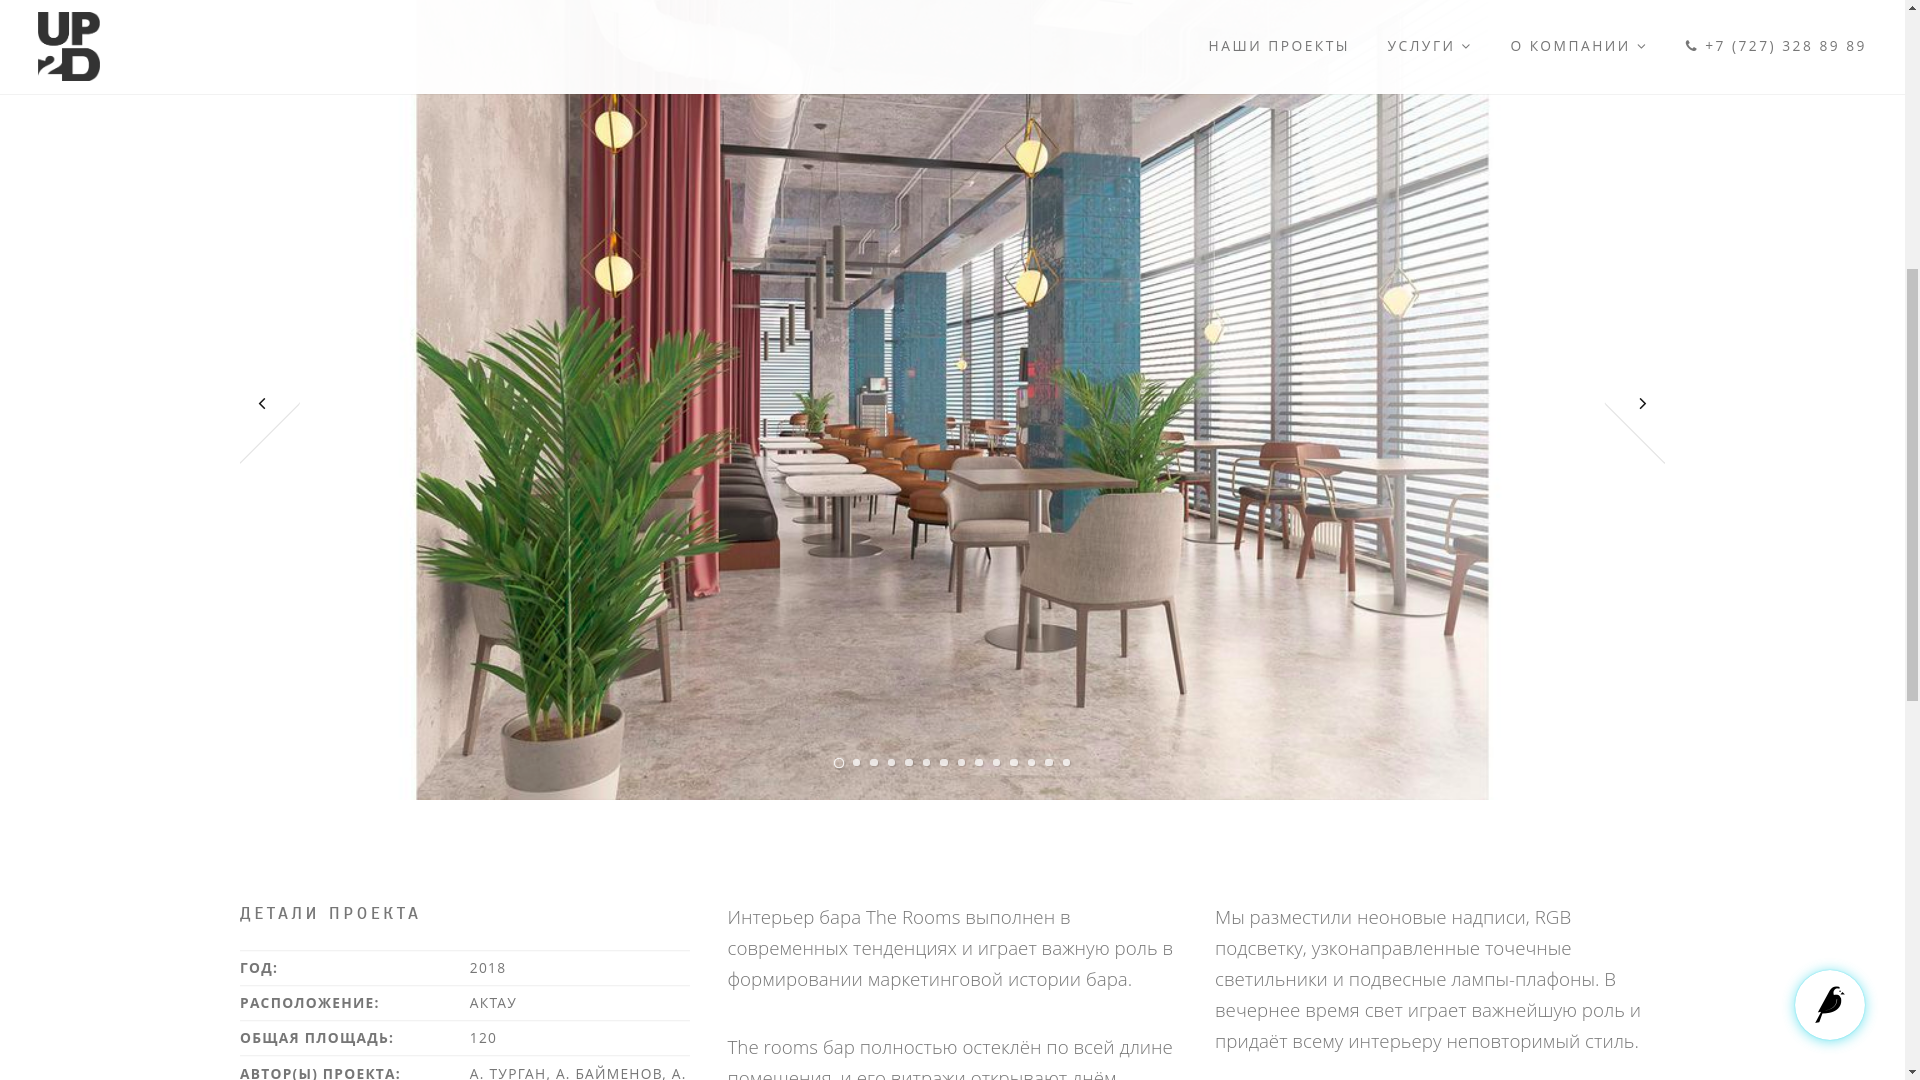 UP
2D
НАШИ ПРОЕКТЫ УСЛУГИ О КОМПАНИИ +7 (727) 328 89 89
ДЕТАЛИ ПРОЕКТА
ГОД: 2018
РАСПОЛОЖЕНИЕ: АКТАУ
ОБЩАЯ ПЛОЩАДЬ: 120
АВТОР(Ы) ПРОЕКТА: А. ТУРГАН, А. БАЙМЕНОВ, А.
Интерьер бара The Rooms выполнен в
современных тенденциях и играет важную роль в
формировании маркетинговой истории бара.
The rooms бар полностью остеклён по всей длине
помещения, и его витражи открывают днём
Мы разместили неоновые надписи, RGB
подсветку, узконаправленные точечные
светильники и подвесные лампы-плафоны. В
вечернее время свет играет важнейшую роль и
придаёт всему интерьеру неповторимый стиль.